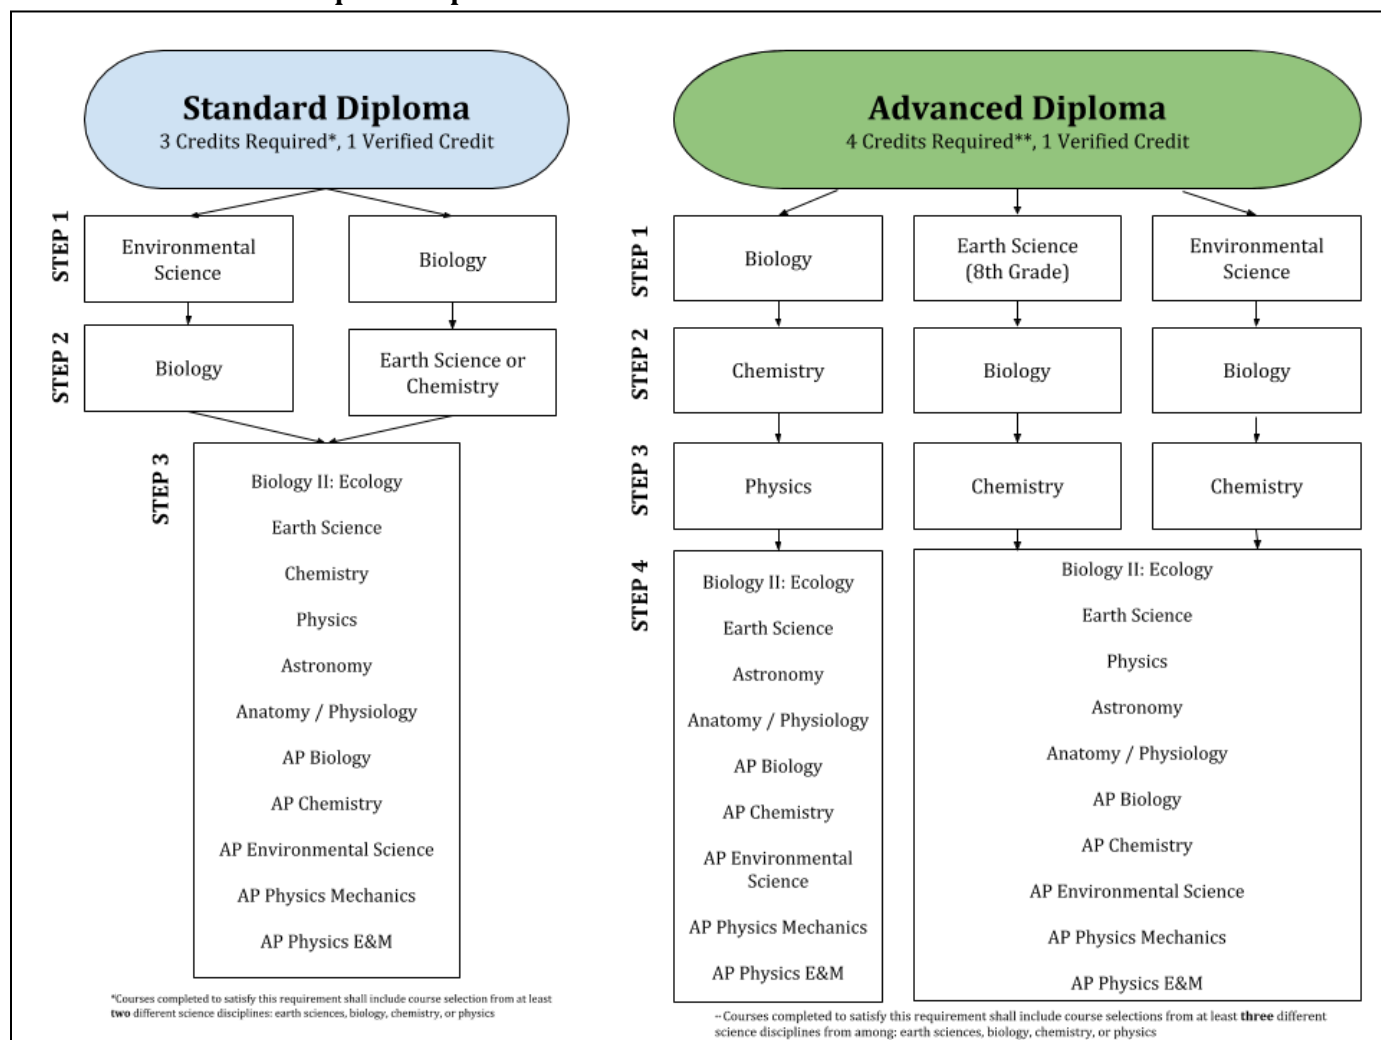 Standard Diploma
3 Credits Required*, 1 Verified Credit
STEP 1
Environmental
Science
Biology
STEP 2
Biology
Earth Science or
Chemistry
STEP 3
Biology II: Ecology
Earth Science
Chemistry
Physics
Astronomy
Anatomy / Physiology
AP Biology
AP Chemistry
AP Environmental Science
AP Physics Mechanics
AP Physics E&M
*Courses completed to satisfy this requirement shall include course selection from at least
two different science disciplines: earth sciences, biology, chemistry, or physics
Advanced Diploma
4 Credits Required**, 1 Verified Credit
STEP 1
Biology
Earth Science
(8th Grade)
Environmental
Science
STEP 2
Chemistry
Biology
Biology
STEP 3
Physics
Chemistry
Chemistry
STEP 4
Biology II: Ecology
Earth Science
Astronomy
Anatomy / Physiology
AP Biology
AP Chemistry
AP Environmental
Science
AP Physics Mechanics
AP Physics E&M
Biology II: Ecology
Earth Science
Physics
Astronomy
Anatomy / Physiology
AP Biology
AP Chemistry
AP Environmental Science
AP Physics Mechanics
AP Physics E&M
**Courses completed to satisfy this requirement shall include course selections from at least three different
science disciplines from among: earth sciences, biology, chemistry, or physics